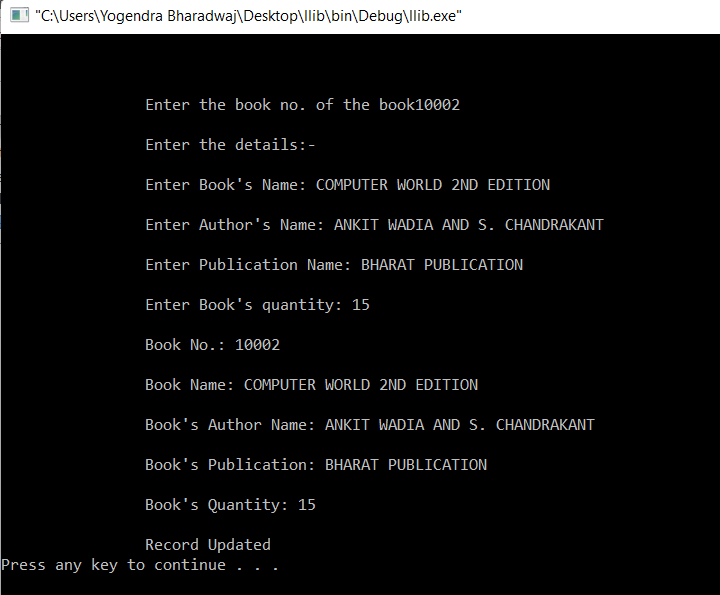 "C:\Users\Yogendra Bharadwaj\Desktop\llib\bin\Debug\llib.exe"
Enter the book no. of the book10002
Enter the details:-
Enter Book's Name: COMPUTER WORLD 2ND EDITION
Enter Author's Name: ANKIT WADIA AND S. CHANDRAKANT
Enter Publication Name: BHARAT PUBLICATION
Enter Book's quantity: 15
Book No.: 10002
Book Name: COMPUTER WORLD 2ND EDITION
Book's Author Name: ANKIT WADIA AND S. CHANDRAKANT
Book's Publication: BHARAT PUBLICATION
Book's Quantity: 15
Record Updated
Press any key to continue . . .